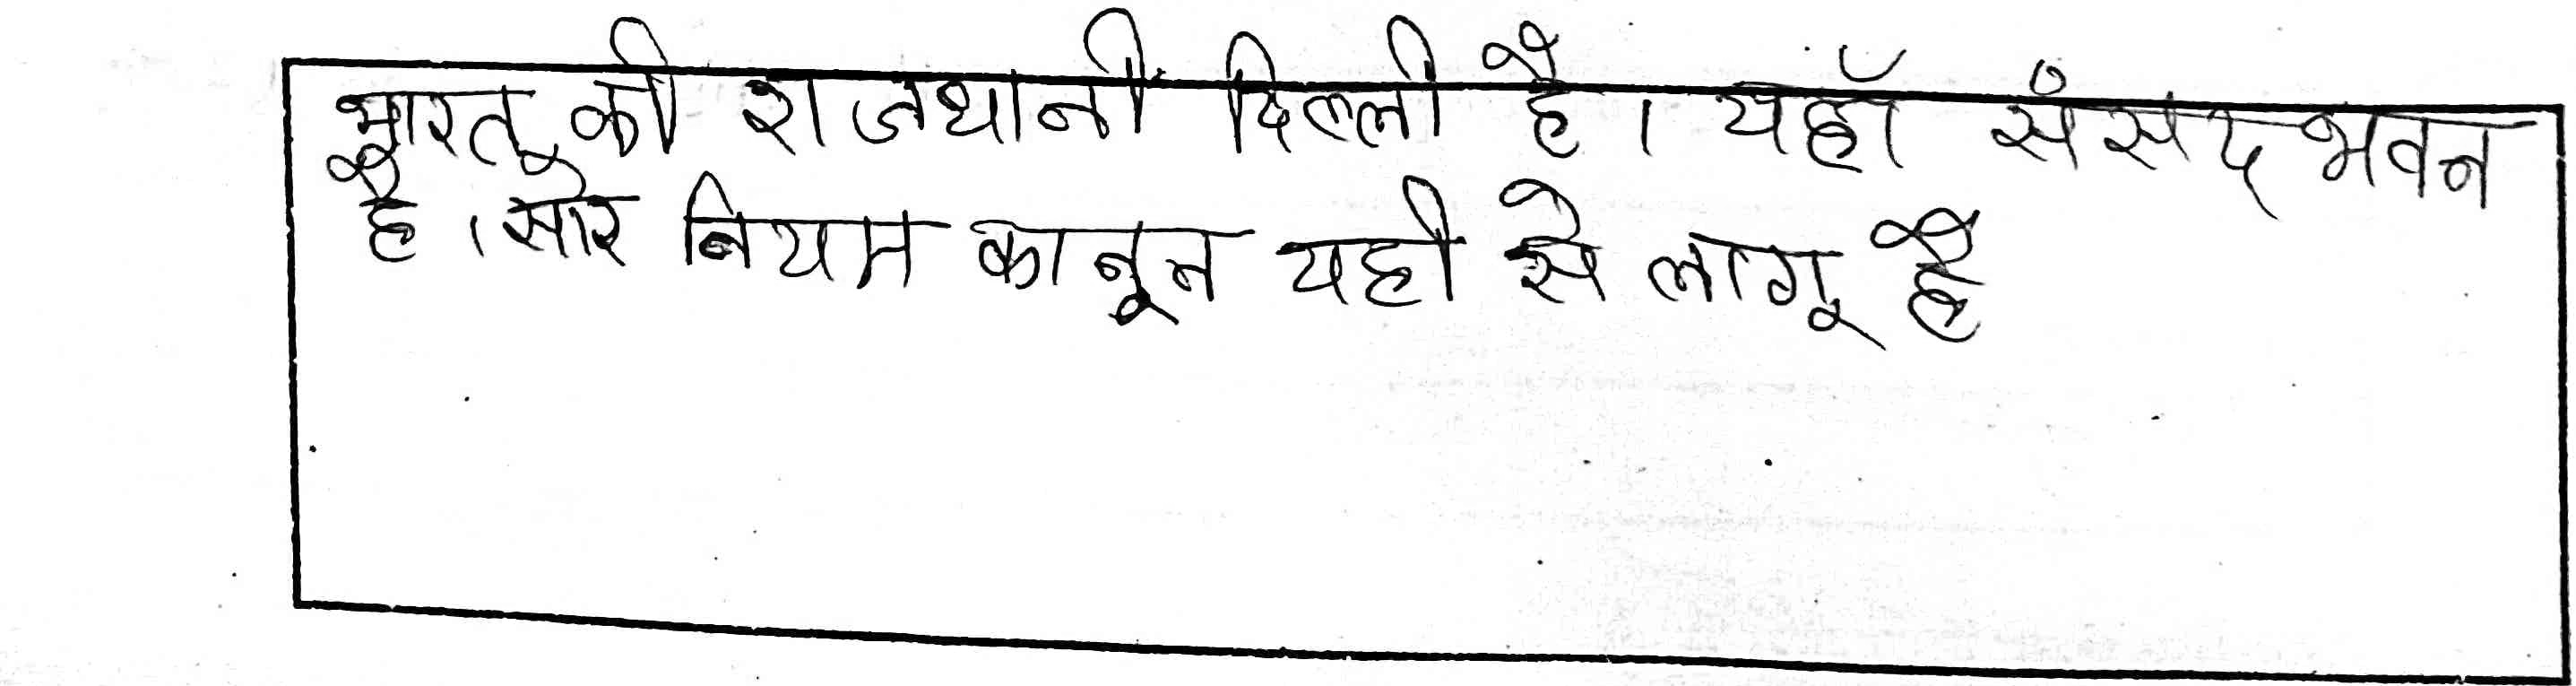 भारत की राजधानी दिल्ली है। यहाँ संसद भवन
है। सारे नियम कानून यही से लागू है